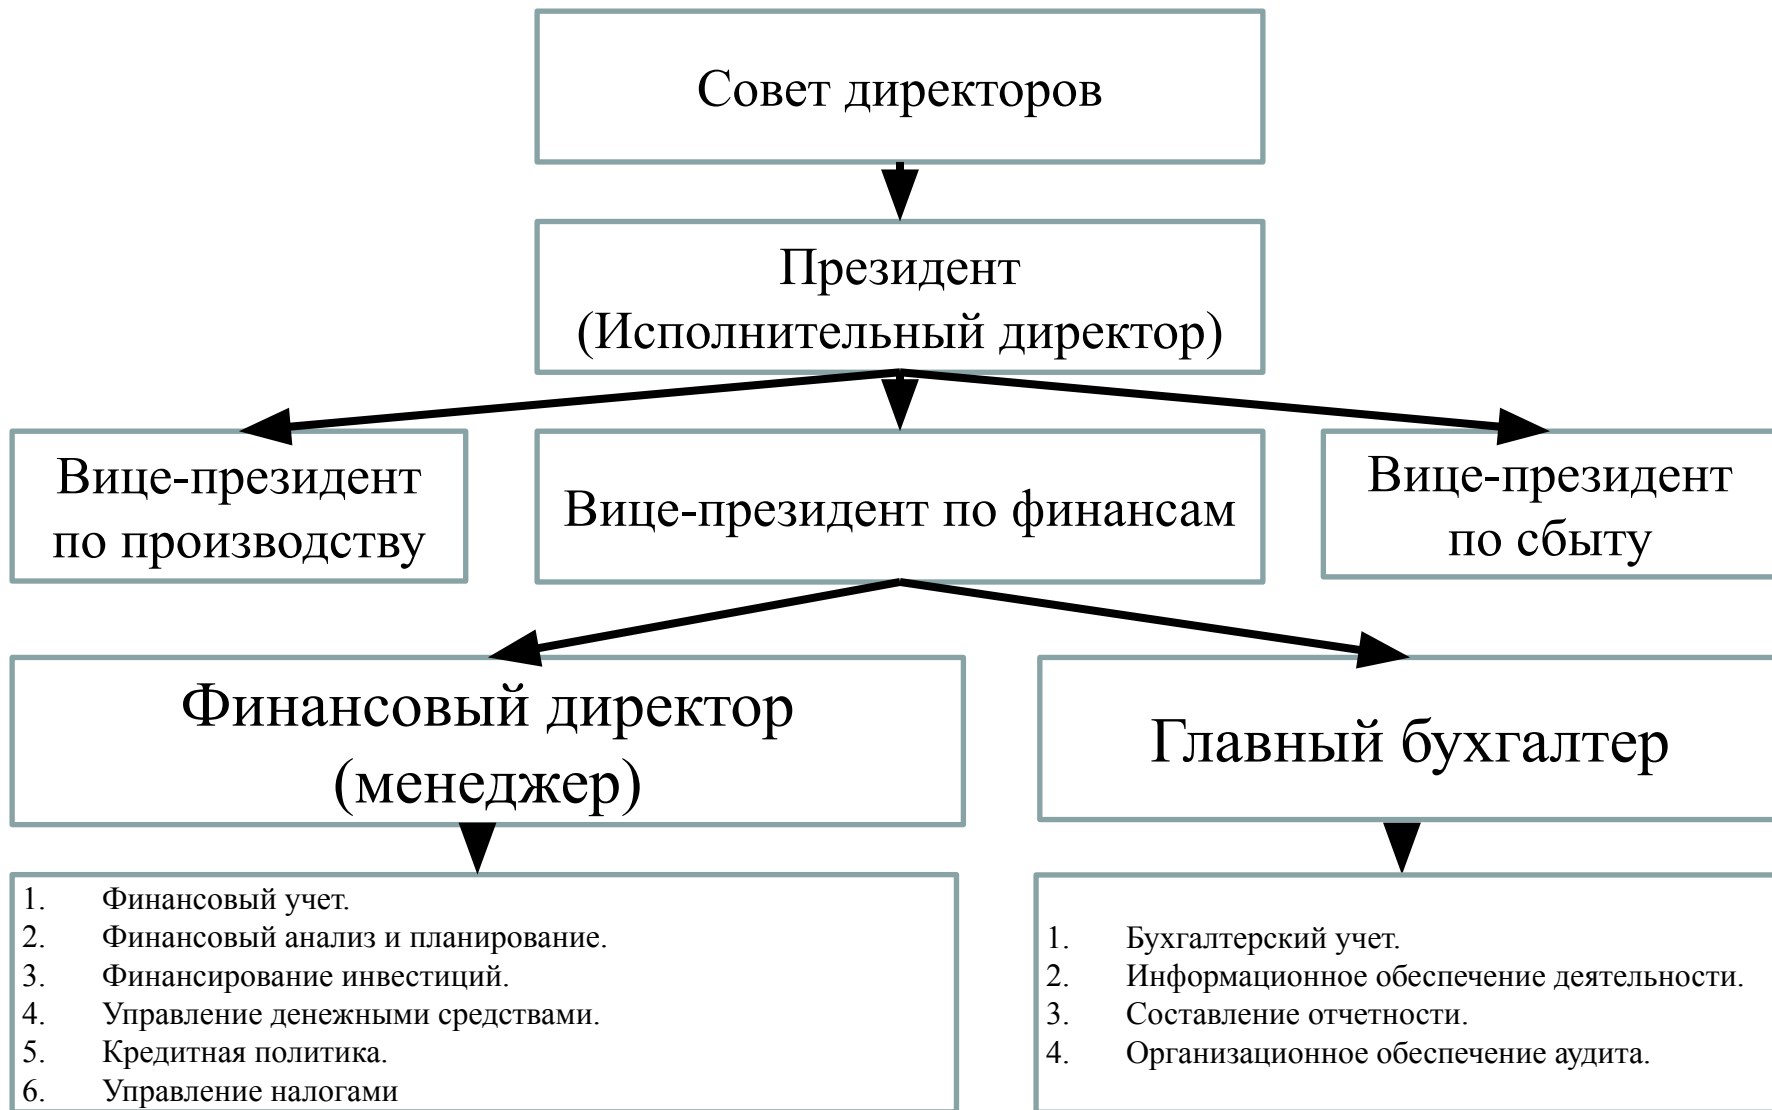 Совет директоров
Президент
(Исполнительный директор)
Вице-президент
по производству
Вице-президент по финансам
Вице-президент
по сбыту
Финансовый директор
(менеджер)
Главный бухгалтер
1. Финансовый учет.
2. Финансовый анализ и планирование.
3. Финансирование инвестиций.
4. Управление денежными средствами.
5. Кредитная политика.
6. Управление налогами
1. Бухгалтерский учет.
2. Информационное обеспечение деятельности.
3. Составление отчетности.
4. Организационное обеспечение аудита.